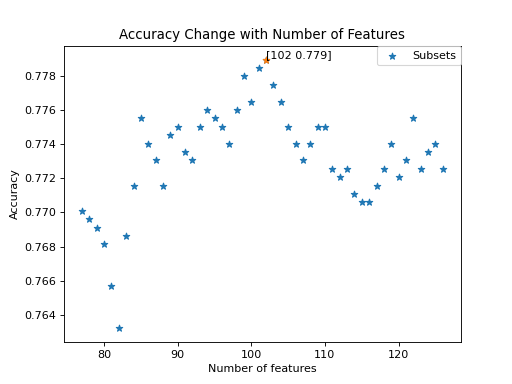 Accuracy Change with Number of Features
[102 0.779]
Subsets
0.778
0.776
0.774
0.772
0.770
0.768
0.766
0.764
Accuracy
80 90 100 110 120
Number of features